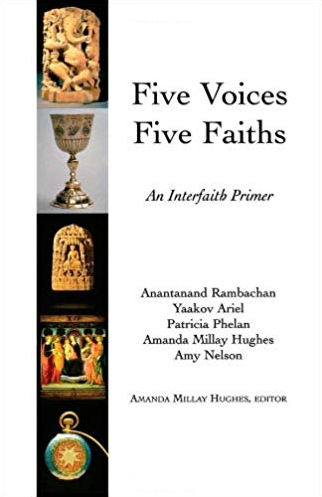 Five Voices
Five Faiths
An Interfaith Primer
Anantanand Rambachan
Yaakov Ariel
Patricia Phelan
Amanda Millay Hughes
Amy Nelson
Amanda Millay Hughes, editor